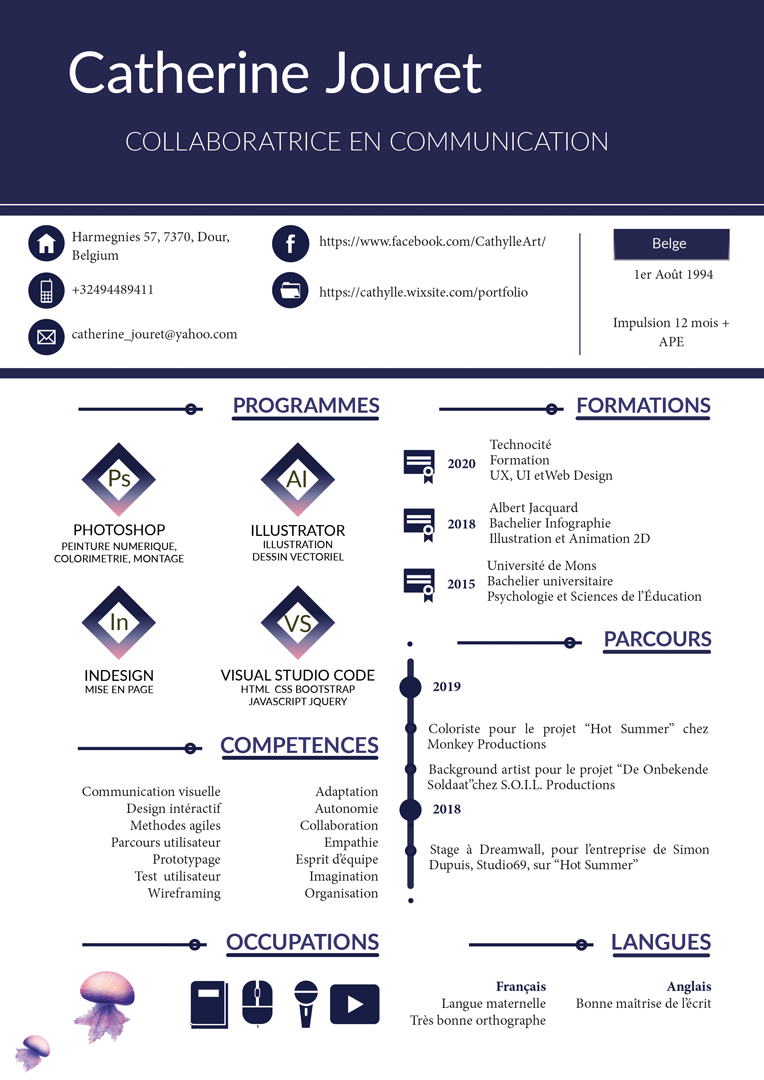 Catherine Jouret
COLLABORATRICE EN COMMUNICATION
Harmegnies 57, 7370, Dour,
Belgium
+32494489411
catherine_jouret@yahoo.com
f
https://www.facebook.com/CathylleArt/
https://cathylle.wixsite.com/portfolio
Belge
1er Août 1994
Impulsion 12 mois +
APE
PROGRAMMES
Ps
PHOTOSHOP
PEINTURE NUMERIQUE,
COLORIMETRIE, MONTAGE
AI
ILLUSTRATOR
ILLUSTRATION
DESSIN VECTORIEL
In
INDESIGN
MISE EN PAGE
VS
VISUAL STUDIO CODE
HTML CSS BOOTSTRAP
JAVASCRIPT JQUERY
COMPETENCES
Communication visuelle
Design intéractif
Methodes agiles
Parcours utilisateur
Prototypage
Test utilisateur
Wireframing
Adaptation
Autonomie
Collaboration
Empathie
Esprit d’équipe
Imagination
Organisation
OCCUPATIONS
FORMATIONS
2020
Technocité
Formation
UX, UI etWeb Design
2018
Albert Jacquard
Bachelier Infographie
Illustration et Animation 2D
2015
Université de Mons
Bachelier universitaire
Psychologie et Sciences de l’Éducation
PARCOURS
2019
Coloriste pour le projet “Hot Summer” chez
Monkey Productions
Background artist pour le projet “De Onbekende
Soldaat”chez S.O.I.L. Productions
2018
Stage à Dreamwall, pour l’entreprise de Simon
Dupuis, Studio69, sur “Hot Summer”
LANGUES
Français
Langue maternelle
Très bonne orthographe
Anglais
Bonne maîtrise de l’écrit